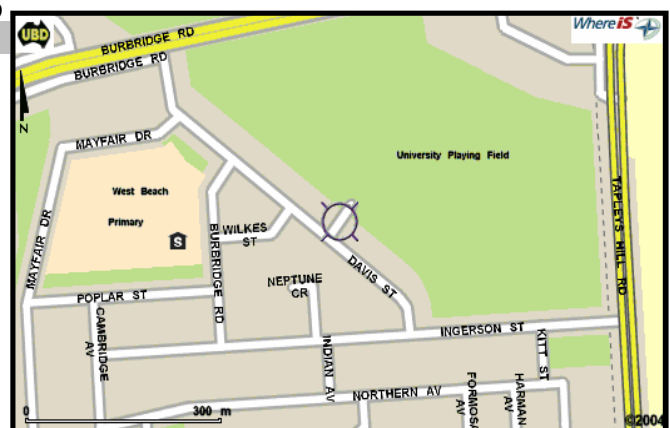 UBD
BURBRIDGE RD
BURBRIDGE RD
Whereis
N
MAYFAIR DR
University Playing Field
West Beach
Primary
S
MAYFAIR DR
BURBRIDGE RD
WILKES
ST
TAPLEYS HILL RD
DAVIS ST
NEPTUNE
CR
POPLAR ST
CAMBRIDGE
AV
INGERSON ST
KITT ST
INDIAN AV
NORTHERN AV
FORMOSA
AV
HARMAN
AV
0
300 m
©2004